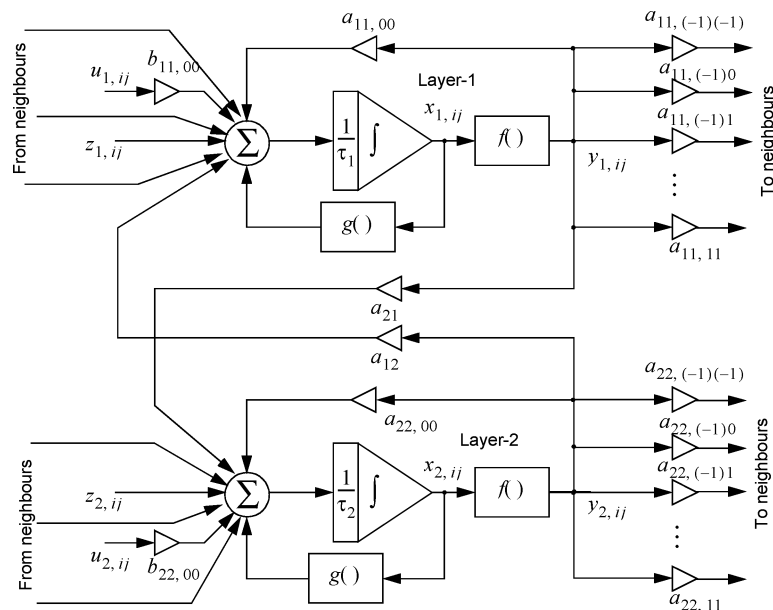 a11, 00
a11, (−1)(−1)
b11, 00
u1, ij
From neighbours
Layer-1
a11, (−1)0
x1, ij
a11, (−1)1
∑
1/τ1
∫
f( )
z1, ij
y1, ij
To neighbours
⋮
g( )
a11, 11
a21
a12
a22, (−1)(−1)
a22, 00
a22, (−1)0
Layer-2
x2, ij
a22, (−1)1
From neighbours
z2, ij
∑
1/τ2
∫
f( )
y2, ij
To neighbours
u2, ij
b22, 00
⋮
g( )
a22, 11